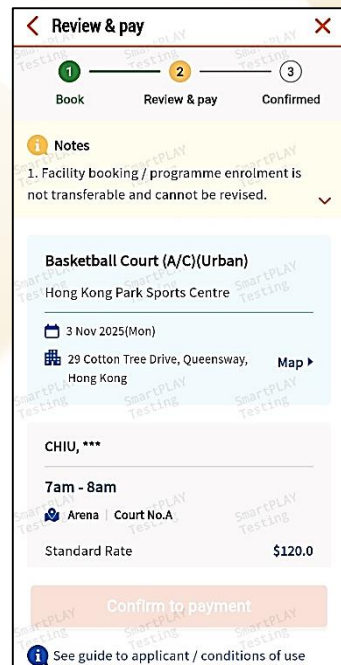 Review & pay
1
2
3
Book
Review & pay
Confirmed
Notes
1. Facility booking / programme enrolment is
not transferable and cannot be revised.
Basketball Court (A/C)(Urban)
Hong Kong Park Sports Centre
3 Nov 2025(Mon)
29 Cotton Tree Drive, Queensway,
Hong Kong
Map
CHIU, ***
7am - 8am
Arena | Court No.A
Standard Rate $120.0
Confirm to payment
See guide to applicant / conditions of use
SmartPLAY
Testing